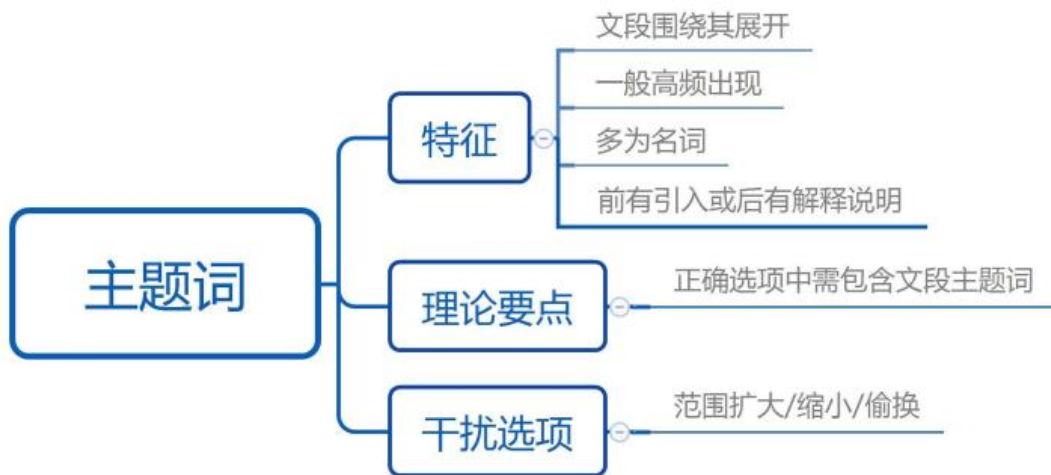 主题词
特征
文段围绕其展开
一般高频出现
多为名词
前有引入或后有解释说明
理论要点
正确选项中需包含文段主题词
干扰选项
范围扩大/缩小/偷换